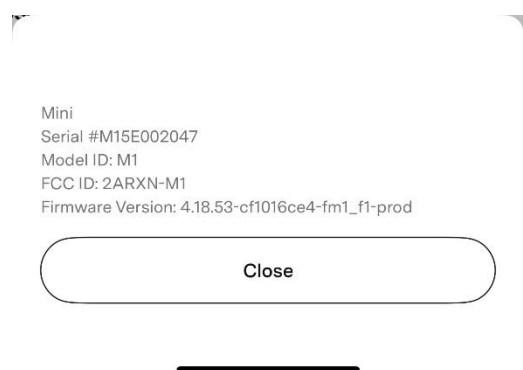 Mini
Serial #M15E002047
Model ID: M1
FCC ID: 2ARXN-M1
Firmware Version: 4.18.53-cf1016ce4-fm1_f1-prod
Close